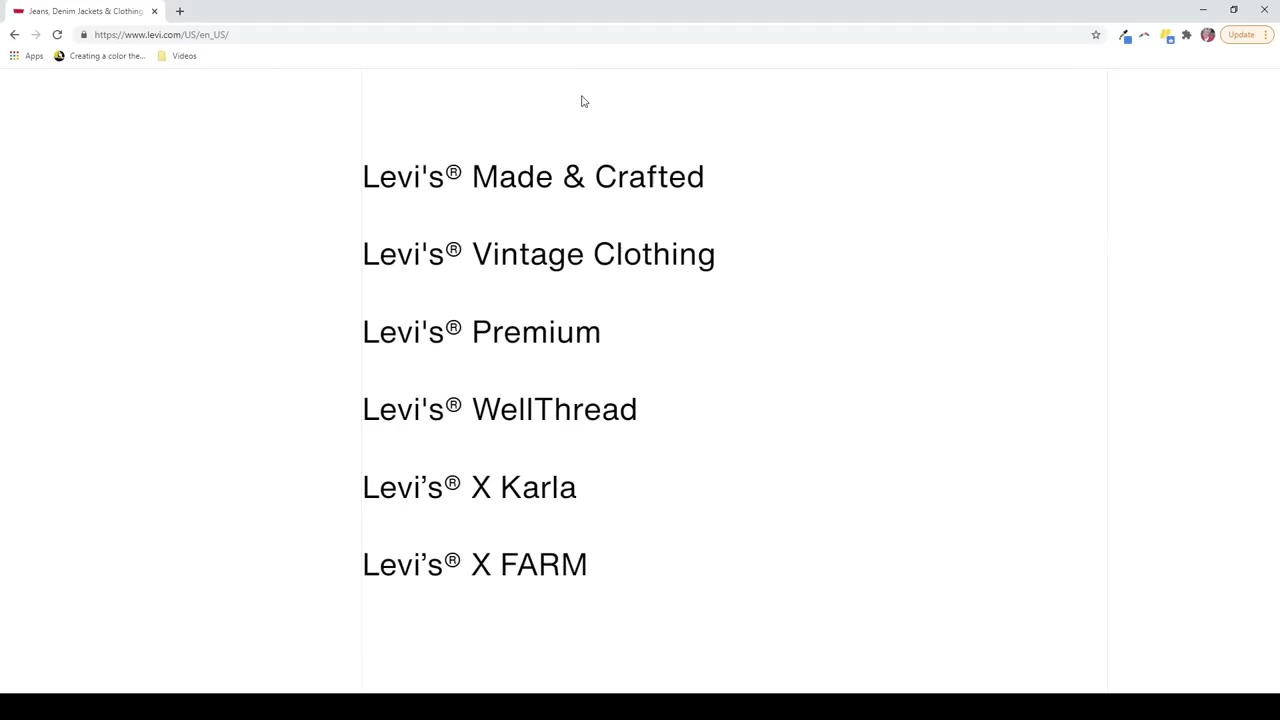 Jeans, Denim Jackets & Clothing
https://www.levi.com/US/en_US/
Update
Apps
Creating a color the...
Videos
Levi's® Made & Crafted
Levi's® Vintage Clothing
Levi's® Premium
Levi's® WellThread
Levi’s® X Karla
Levi’s® X FARM